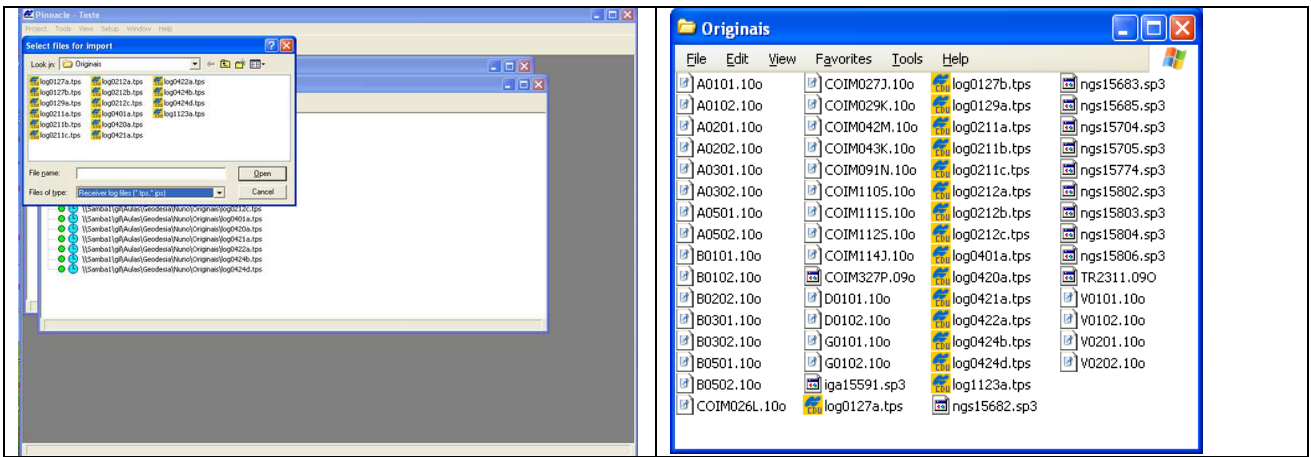 Pinnacle - Teste
Project Tools View Setup Window Help
Select files for import
Look in: Originais
log0127a.tps log0212a.tps log0422a.tps
log0127b.tps log0212b.tps log0424b.tps
log0129a.tps log0212c.tps log0424d.tps
log0211a.tps log0401a.tps log1123a.tps
log0211b.tps log0420a.tps
log0211c.tps log0421a.tps
File name:
Open
Files of type: Receiver log files (*.tps,*.jps)
Cancel
\\Samba1\gil\Aulas\Geodesia\Nuno\Originais\log0212c.tps
\\Samba1\gil\Aulas\Geodesia\Nuno\Originais\log0401a.tps
\\Samba1\gil\Aulas\Geodesia\Nuno\Originais\log0420a.tps
\\Samba1\gil\Aulas\Geodesia\Nuno\Originais\log0421a.tps
\\Samba1\gil\Aulas\Geodesia\Nuno\Originais\log0422a.tps
\\Samba1\gil\Aulas\Geodesia\Nuno\Originais\log0424b.tps
\\Samba1\gil\Aulas\Geodesia\Nuno\Originais\log0424d.tps
Originais
File Edit View Favorites Tools Help
A0101.10o COIM027J.10o log0127b.tps ngs15683.sp3
A0102.10o COIM029K.10o log0129a.tps ngs15685.sp3
A0201.10o COIM042M.10o log0211a.tps ngs15704.sp3
A0202.10o COIM043K.10o log0211b.tps ngs15705.sp3
A0301.10o COIM091N.10o log0211c.tps ngs15774.sp3
A0302.10o COIM110S.10o log0212a.tps ngs15802.sp3
A0501.10o COIM111S.10o log0212b.tps ngs15803.sp3
A0502.10o COIM112S.10o log0212c.tps ngs15804.sp3
B0101.10o COIM114J.10o log0401a.tps ngs15806.sp3
B0102.10o COIM327P.09o log0420a.tps TR2311.09O
B0202.10o D0101.10o log0421a.tps V0101.10o
B0301.10o D0102.10o log0422a.tps V0102.10o
B0302.10o G0101.10o log0424b.tps V0201.10o
B0501.10o G0102.10o log0424d.tps V0202.10o
B0502.10o iga15591.sp3 log1123a.tps
COIM026L.10o log0127a.tps ngs15682.sp3